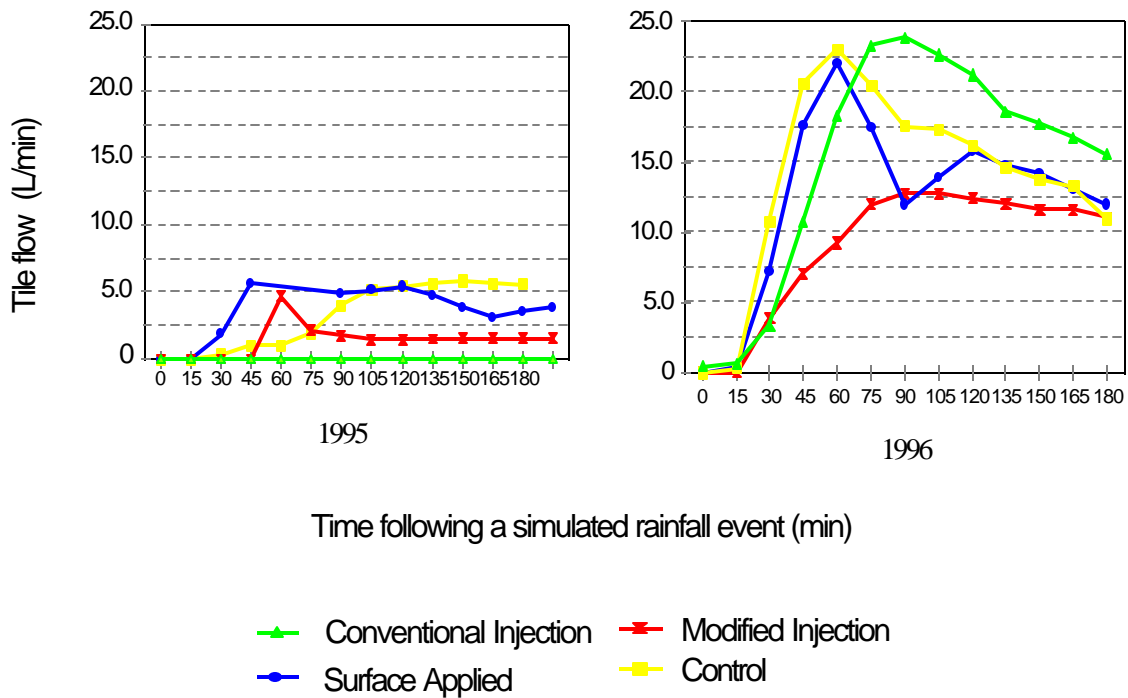 25.0
20.0
15.0
10.0
5.0
0
0 15 30 45 60 75 90 105 120 135 150 165 180
1995
Tile flow (L/min)
25.0
20.0
15.0
10.0
5.0
0
0 15 30 45 60 75 90 105 120 135 150 165 180
1996
Time following a simulated rainfall event (min)
Conventional Injection Modified Injection
Surface Applied Control